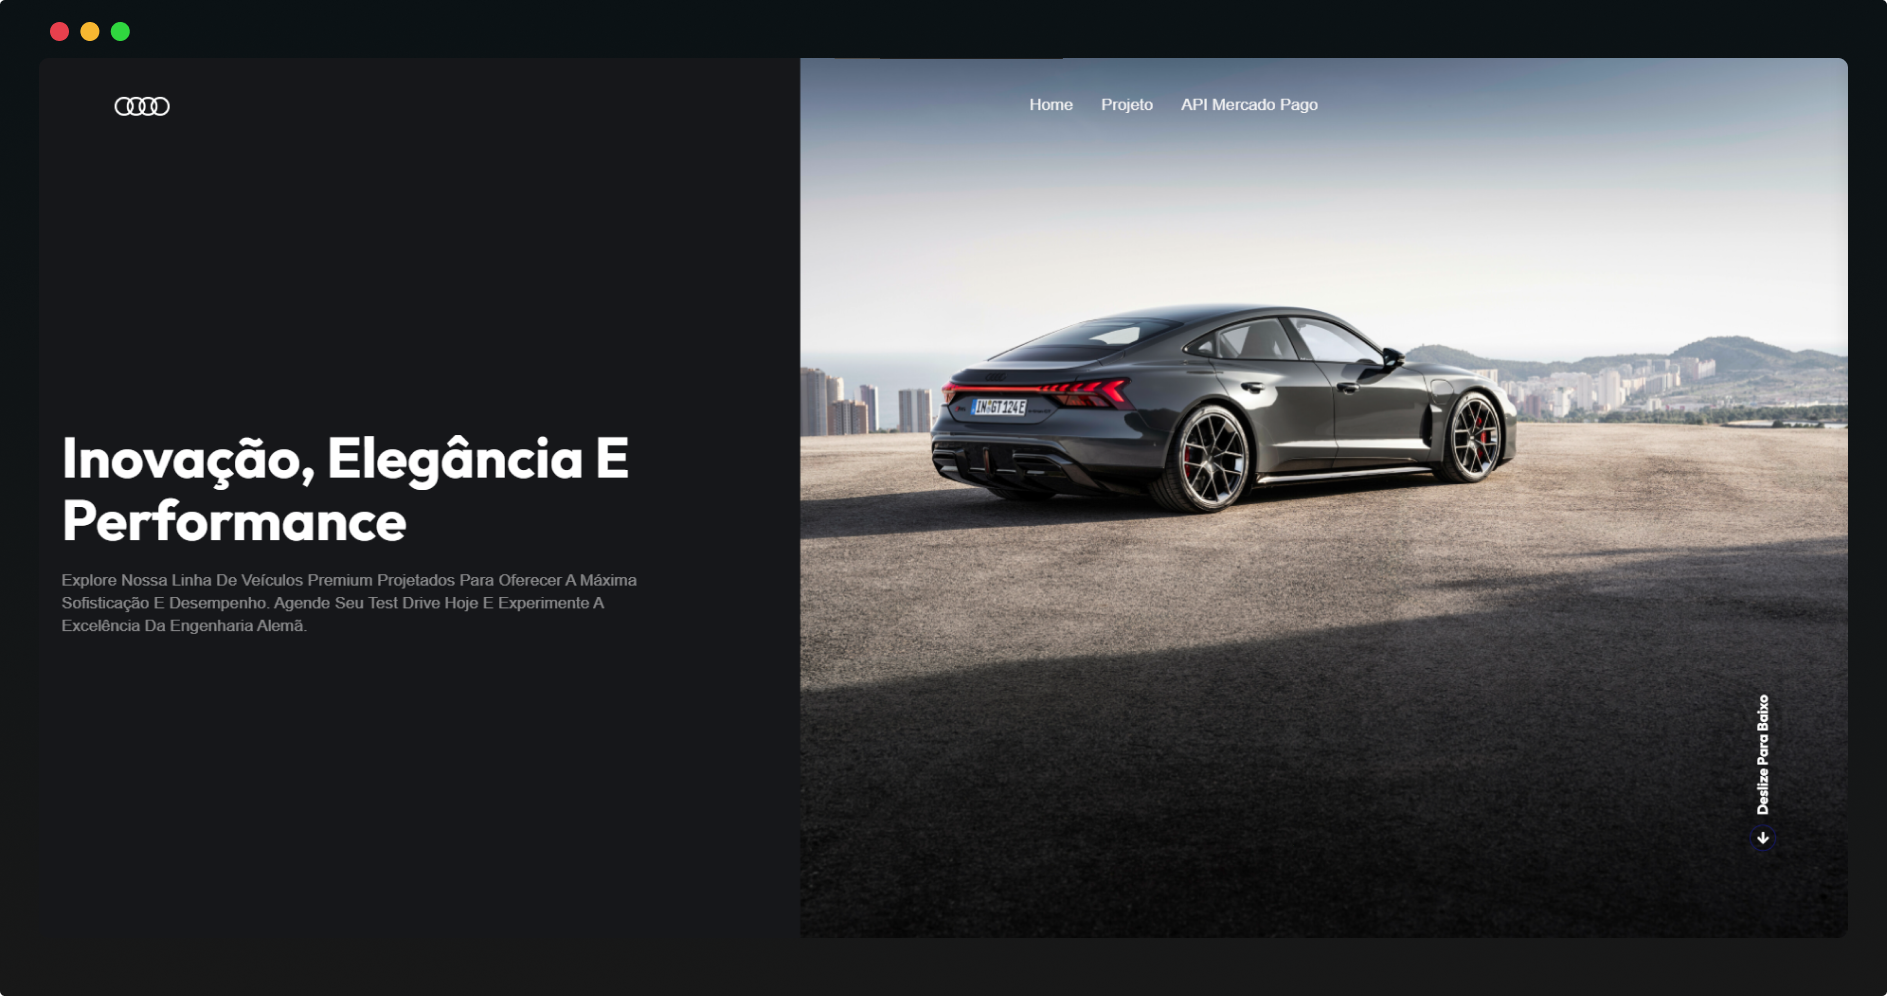 Home Projeto API Mercado Pago
Inovação, Elegância E
Performance
Explore Nossa Linha De Veículos Premium Projetados Para Oferecer A Máxima
Sofisticação E Desempenho. Agende Seu Test Drive Hoje E Experimente A
Excelência Da Engenharia Alemã.
IN GT 124 E
Deslize Para Baixo